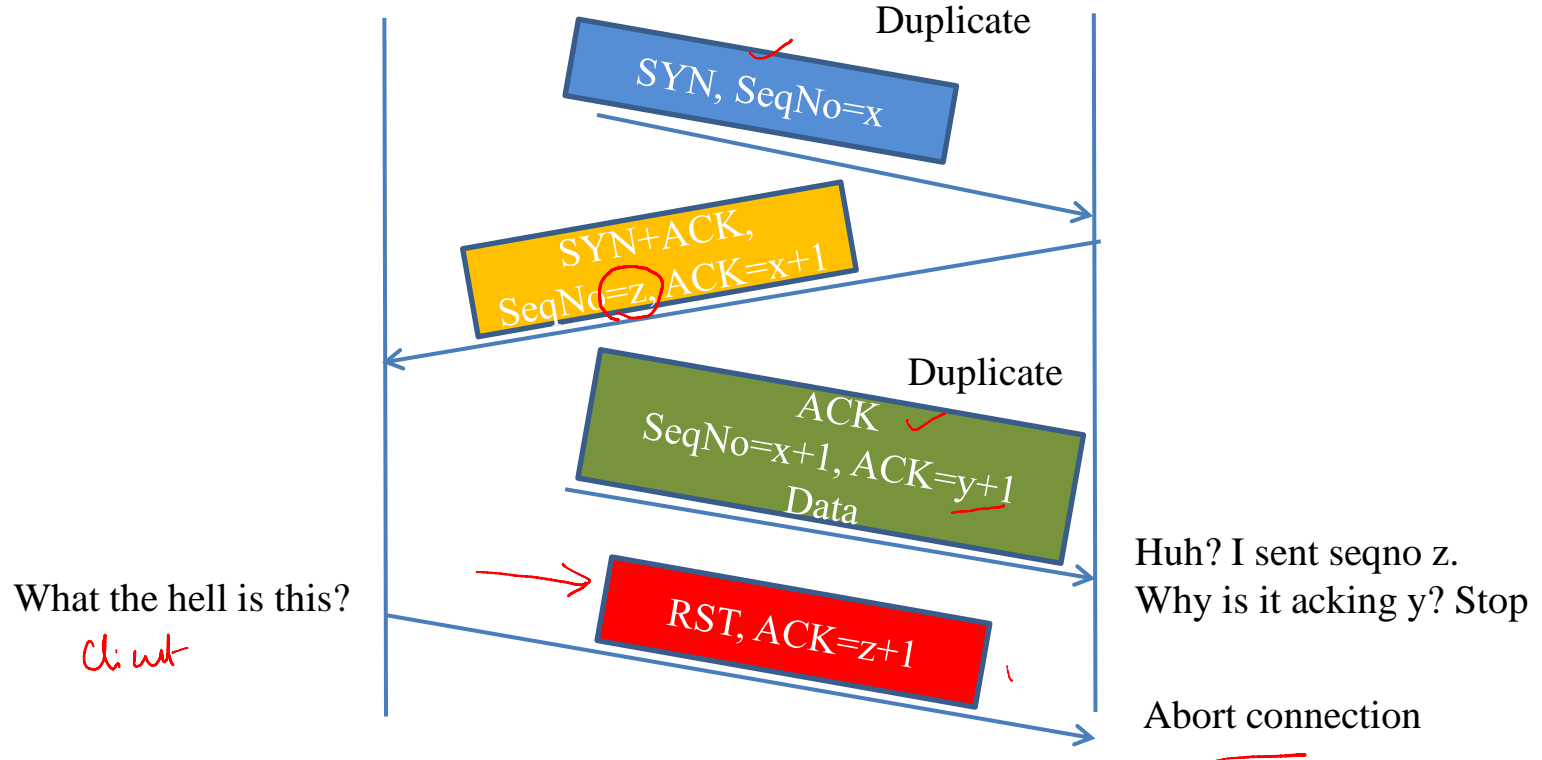 Duplicate
SYN, SeqNo=x
SYN+ACK,
SeqNo=z, ACK=x+1
Duplicate
ACK
SeqNo=x+1, ACK=y+1
Data
Huh? I sent seqno z.
Why is it acking y? Stop
What the hell is this?
Client
RST, ACK=z+1
Abort connection